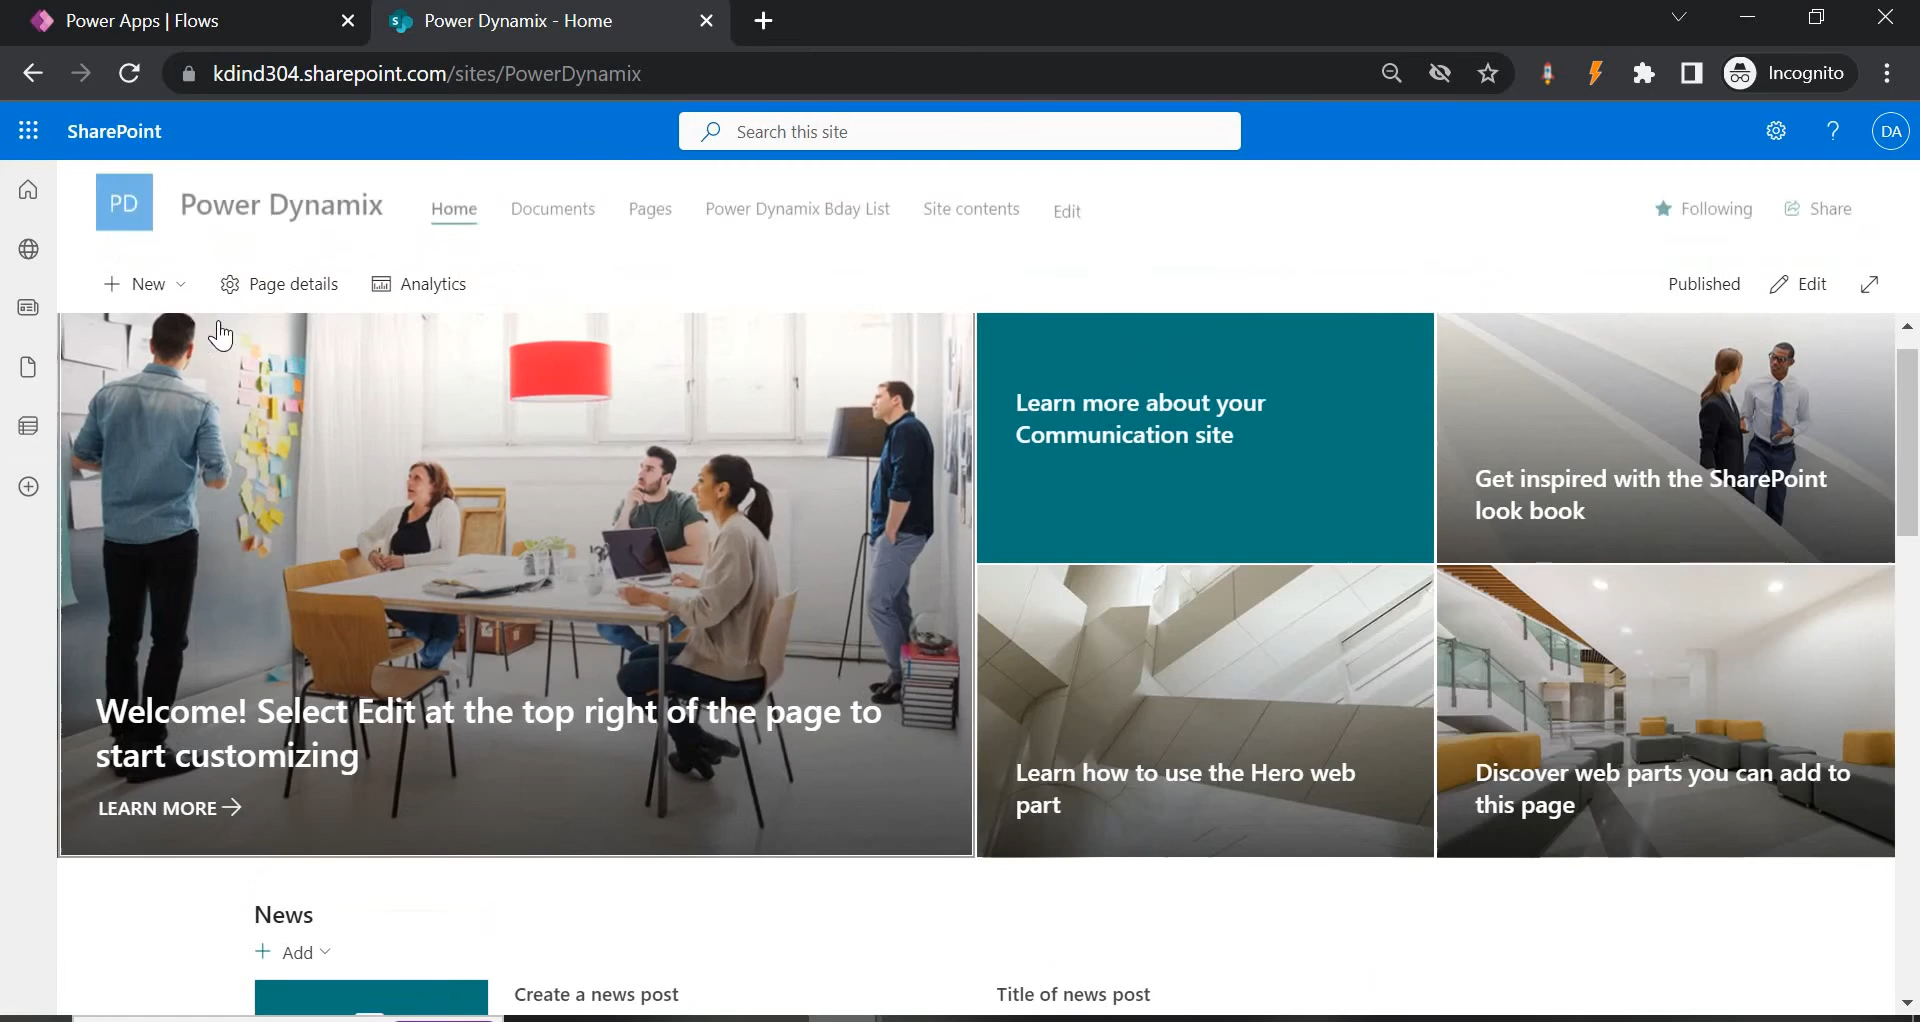 Power Apps | Flows
Power Dynamix - Home
kdind304.sharepoint.com/sites/PowerDynamix
Incognito
SharePoint
Search this site
DA
PD
Power Dynamix
Home
Documents
Pages
Power Dynamix Bday List
Site contents
Edit
Following
Share
New
Page details
Analytics
Published
Edit
Welcome! Select Edit at the top right of the page to
start customizing
LEARN MORE
Learn more about your
Communication site
Get inspired with the SharePoint
look book
Learn how to use the Hero web
part
Discover web parts you can add to
this page
News
Add
Create a news post
Title of news post